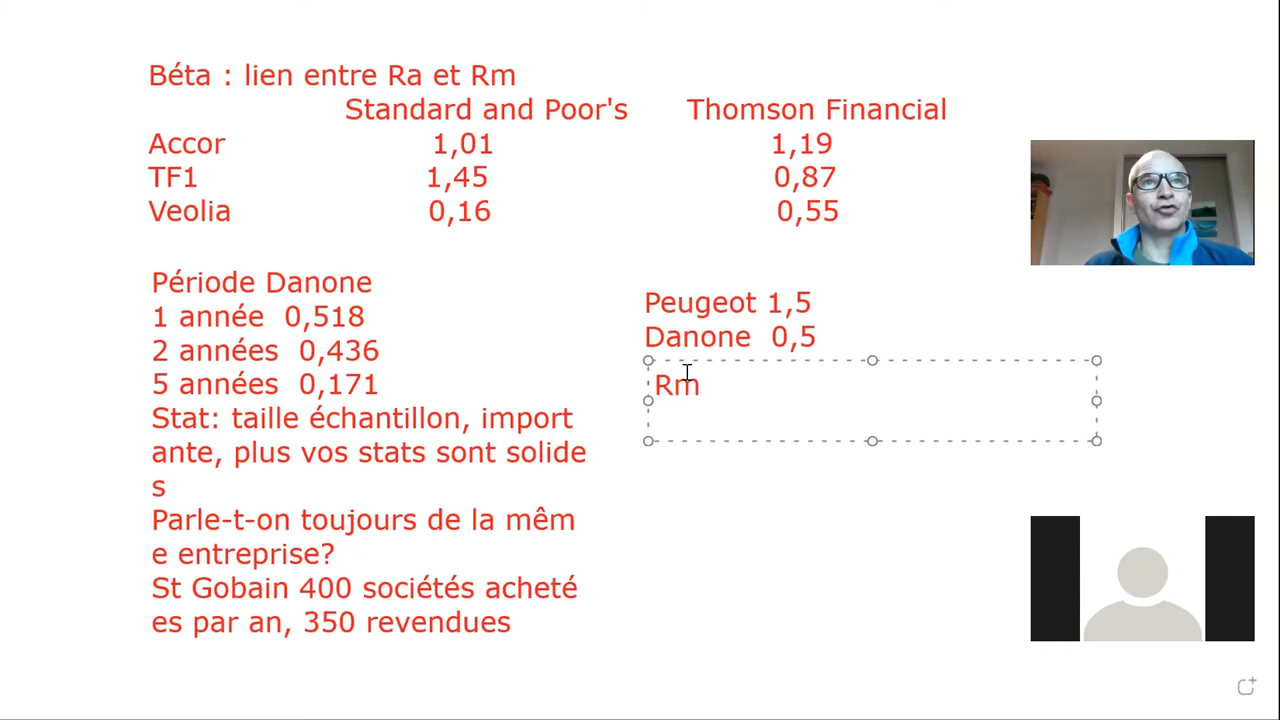 Béta : lien entre Ra et Rm
Standard and Poor's Thomson Financial
Accor 1,01 1,19
TF1 1,45 0,87
Veolia 0,16 0,55
Période Danone
1 année 0,518
2 années 0,436
5 années 0,171
Stat: taille échantillon, import
ante, plus vos stats sont solide
s
Parle-t-on toujours de la mêm
e entreprise?
St Gobain 400 sociétés acheté
es par an, 350 revendues
Peugeot 1,5
Danone 0,5
Rm